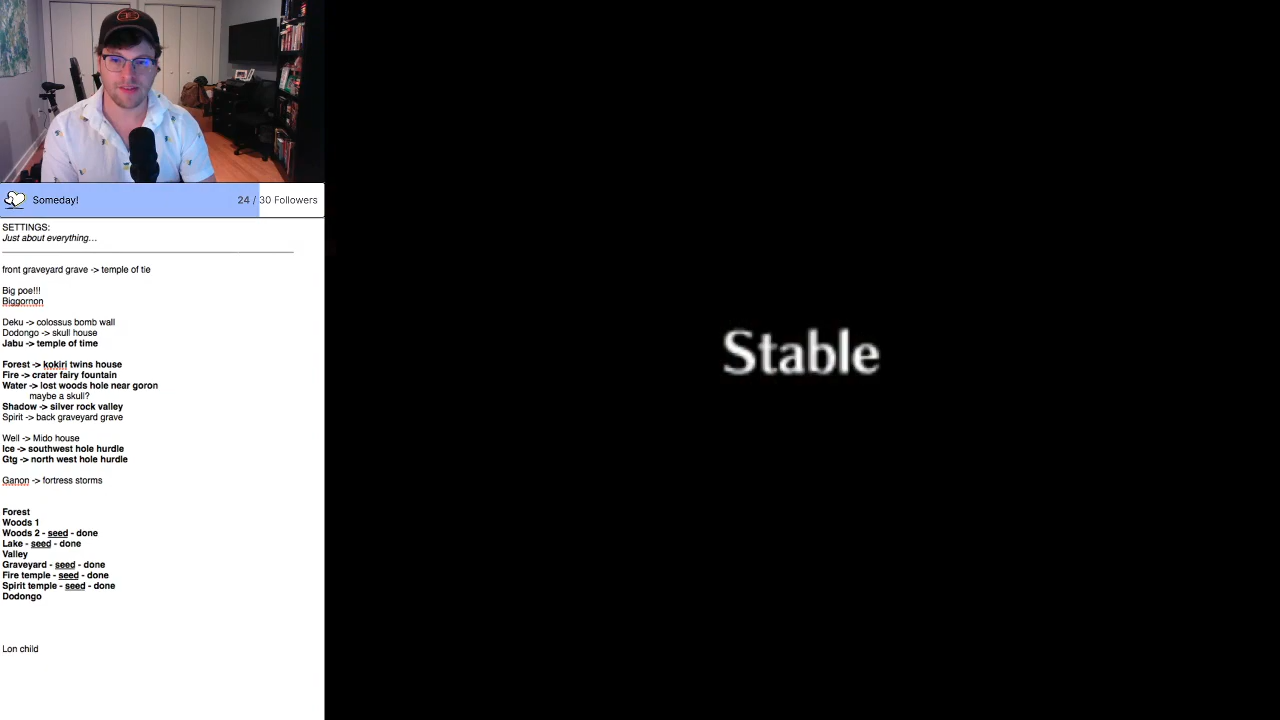 Someday!
24 / 30 Followers
SETTINGS:
Just about everything…
front graveyard grave -> temple of tie
Big poe!!!
Biggornon
Deku -> colossus bomb wall
Dodongo -> skull house
Jabu -> temple of time
Forest -> kokiri twins house
Fire -> crater fairy fountain
Water -> lost woods hole near goron
maybe a skull?
Shadow -> silver rock valley
Spirit -> back graveyard grave
Well -> Mido house
Ice -> southwest hole hurdle
Gtg -> north west hole hurdle
Ganon -> fortress storms
Forest
Woods 1
Woods 2 - seed - done
Lake - seed - done
Valley
Graveyard - seed - done
Fire temple - seed - done
Spirit temple - seed - done
Dodongo
Lon child
Stable